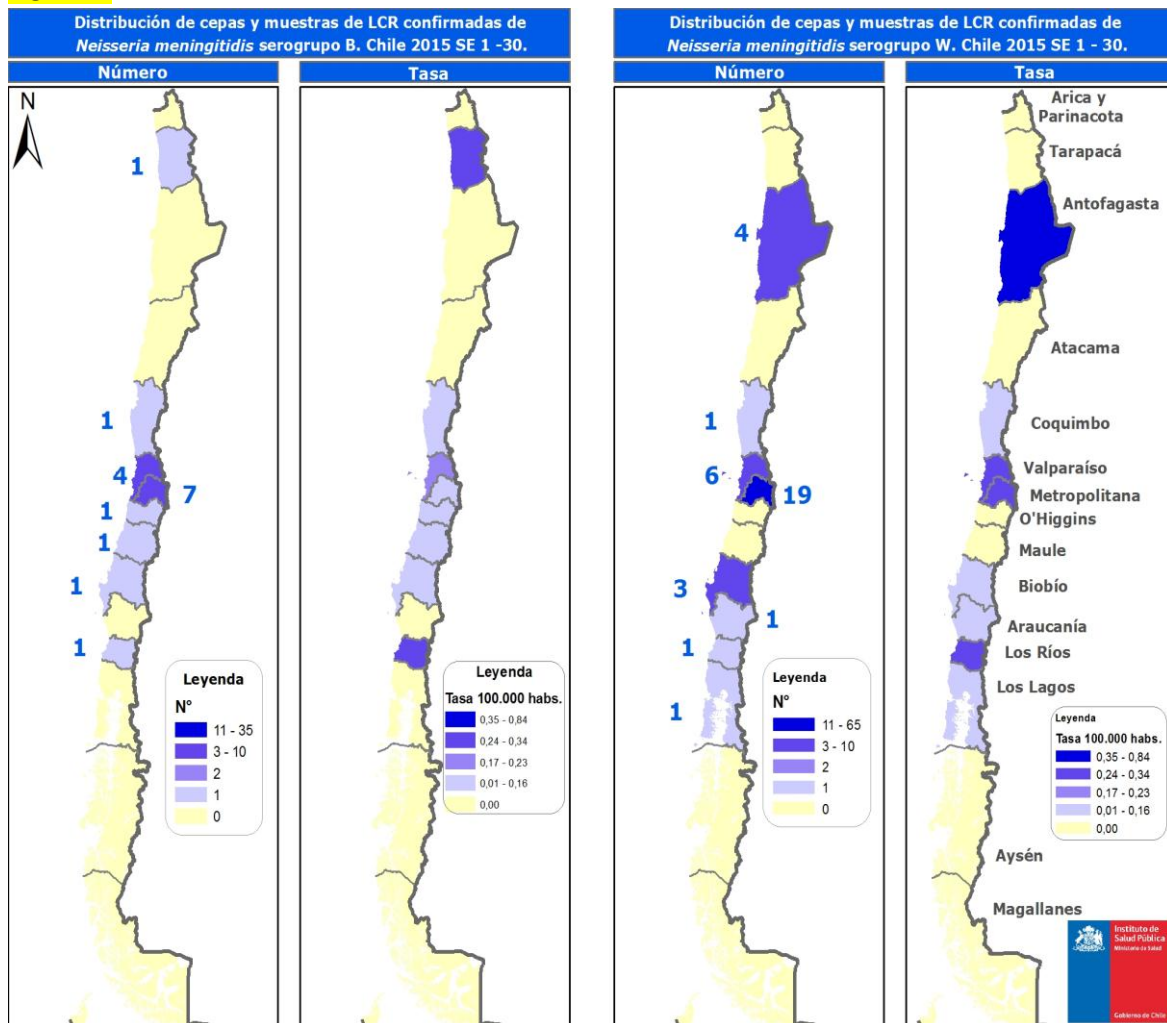 Distribución de cepas y muestras de LCR confirmadas de
Neisseria meningitidis serogrupo B. Chile 2015 SE 1 -30.
Número
Tasa
N
1
1
4
7
1
1
1
1
Leyenda
N°
11 - 35
3 - 10
2
1
0
Leyenda
Tasa 100.000 habs.
0,35 - 0,84
0,24 - 0,34
0,17 - 0,23
0,01 - 0,16
0,00
Distribución de cepas y muestras de LCR confirmadas de
Neisseria meningitidis serogrupo W. Chile 2015 SE 1 - 30.
Número
Tasa
4
1
6
19
3
1
1
1
Leyenda
N°
11 - 65
3 - 10
2
1
0
Arica y
Parinacota
Tarapacá
Antofagasta
Atacama
Coquimbo
Valparaíso
Metropolitana
O'Higgins
Maule
Biobío
Araucanía
Los Ríos
Los Lagos
Leyenda
Tasa 100.000 habs.
0,35 - 0,84
0,24 - 0,34
0,17 - 0,23
0,01 - 0,16
0,00
Aysén
Magallanes
Instituto de
Salud Pública
Ministerio de Salud
Gobierno de Chile